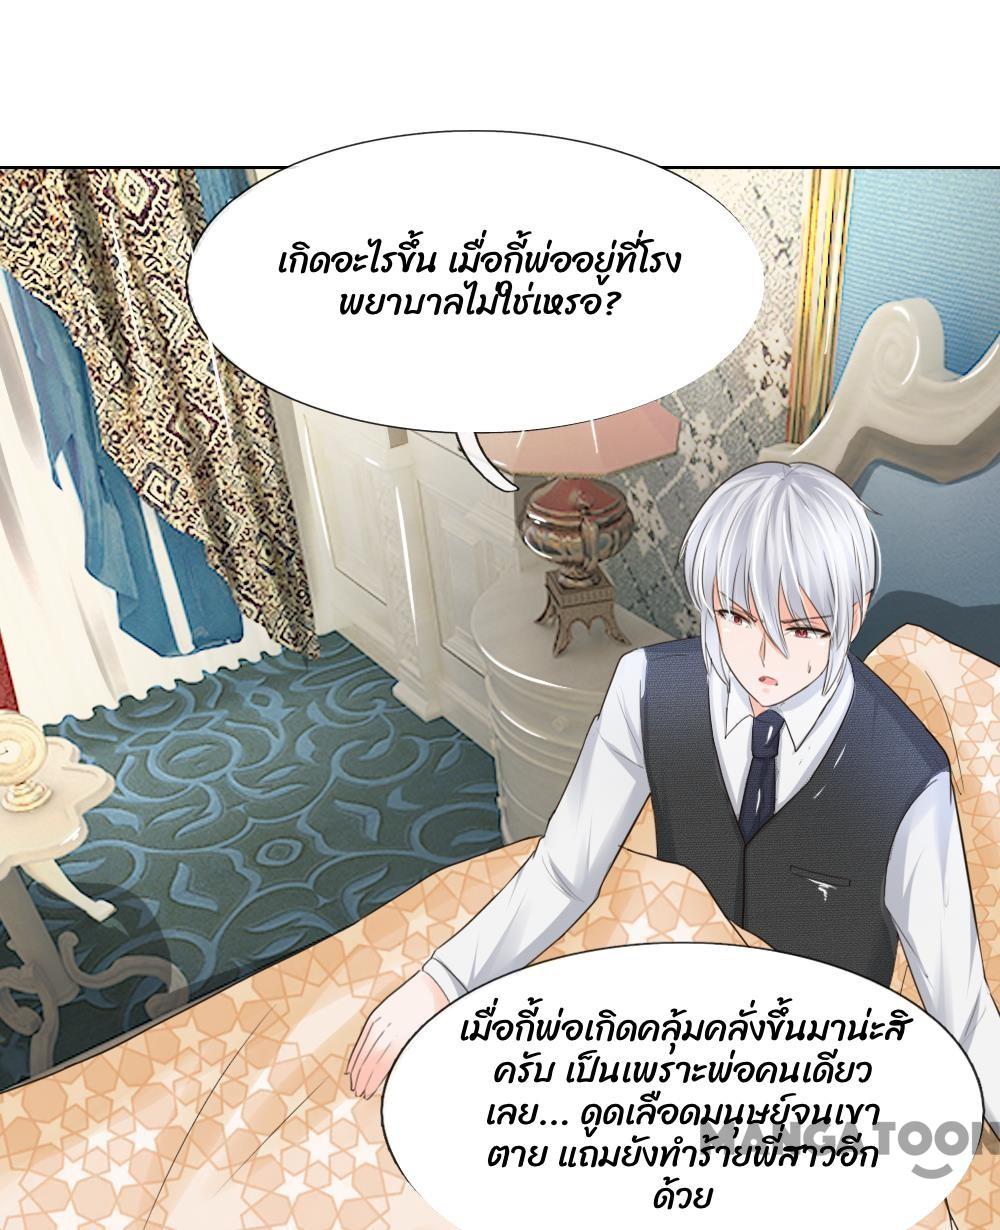 เกิดอะไรขึ้น เมื่อกี้พ่ออยู่ที่โรง
พยาบาลไม่ใช่เหรอ?
เมื่อกี้พ่อเกิดคลุ้มคลั่งขึ้นมาน่ะสิ
ครับ เป็นเพราะพ่อคนเดียว
เลย... ดูดเลือดมนุษย์จนเขา
ตาย แถมยังทำร้ายพี่สาวอีก
ด้วย
MANGATOON